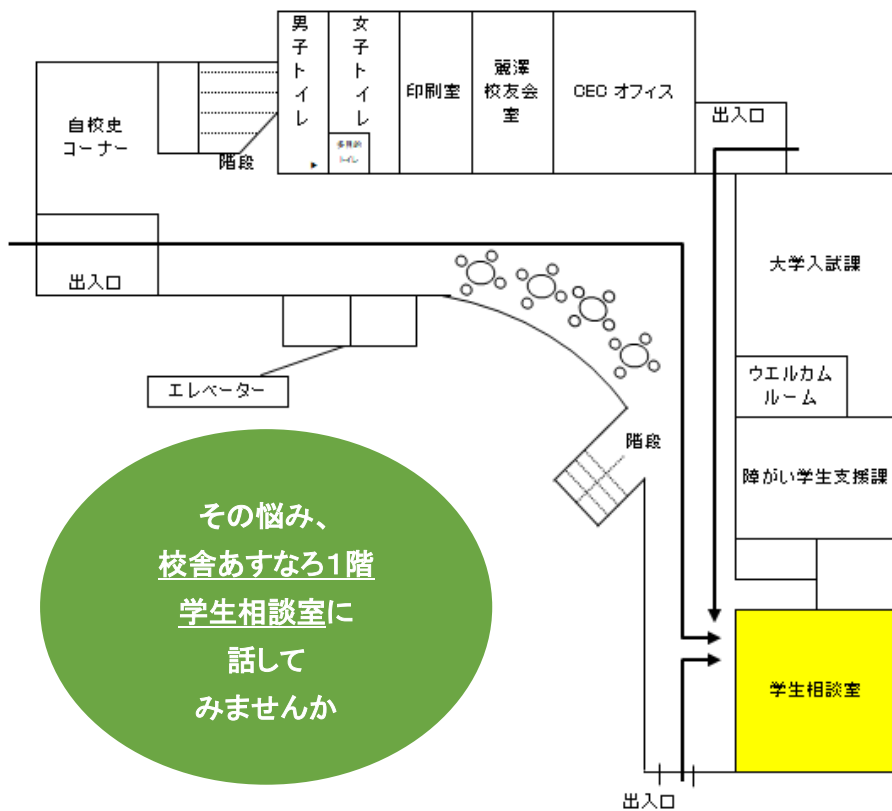 男子トイレ
女子トイレ
多目的
トイレ
印刷室
麗澤
校友会
室
CEC オフィス
出入口
自校史
コーナー
階段
大学入試課
出入口
エレベーター
ウエルカム
ルーム
階段
障がい学生支援課
その悩み、
校舎あすなろ1階
学生相談室に
話して
みませんか
学生相談室
出入口